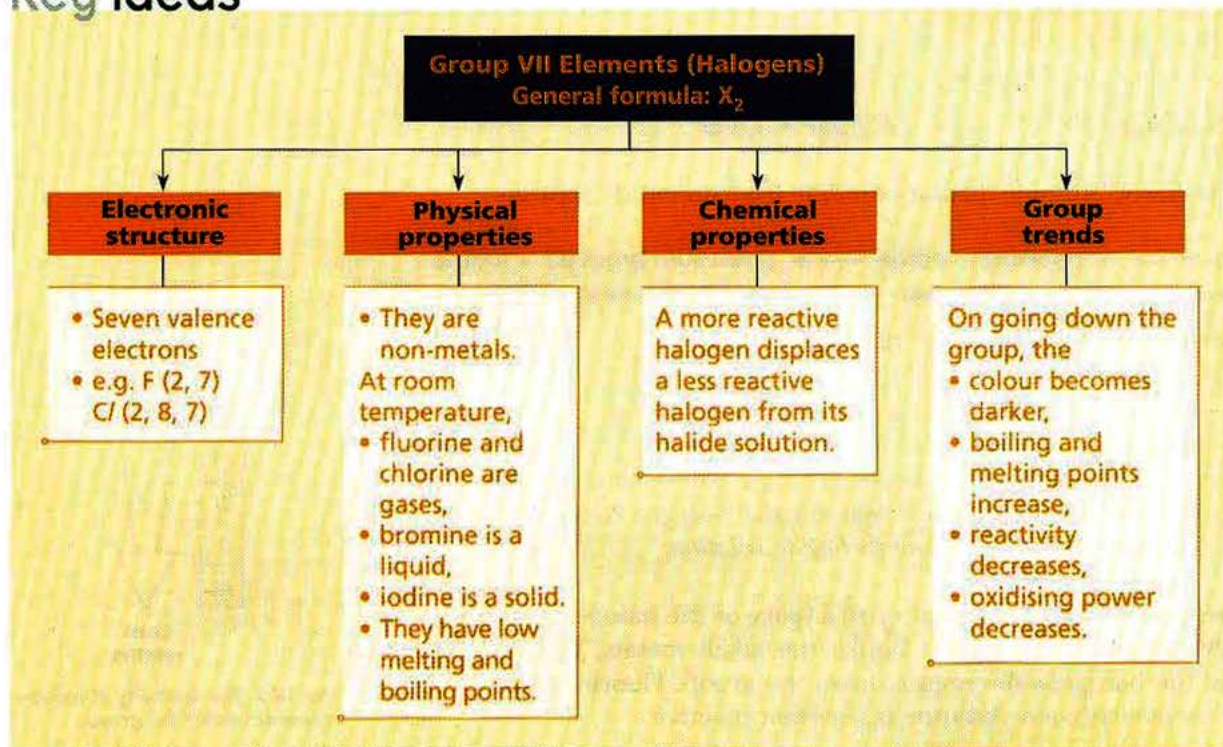 Key ideas
Group VII Elements (Halogens)
General formula: X₂
Electronic
structure
• Seven valence
electrons
• e.g. F (2, 7)
Cl (2, 8, 7)
Physical
properties
• They are
non-metals.
At room
temperature,
• fluorine and
chlorine are
gases,
• bromine is a
liquid,
• iodine is a solid.
• They have low
melting and
boiling points.
Chemical
properties
A more reactive
halogen displaces
a less reactive
halogen from its
halide solution.
Group
trends
On going down the
group, the
• colour becomes
darker,
• boiling and
melting points
increase,
• reactivity
decreases,
• oxidising power
decreases.